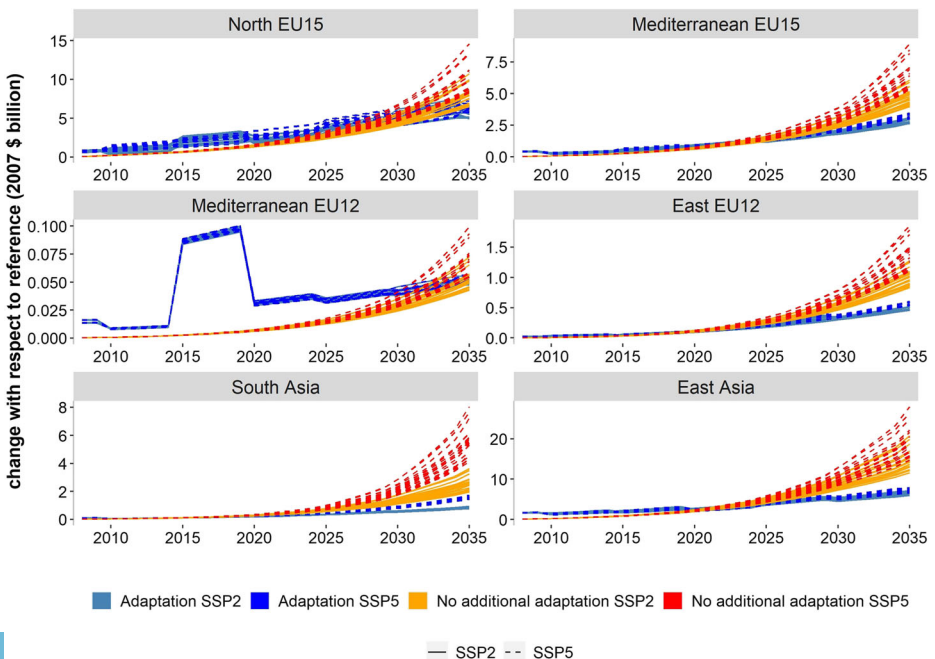 North EU15
Mediterranean EU15
15
10
5
0
7.5
5.0
2.5
0.0
2010 2015 2020 2025 2030 2035
2010 2015 2020 2025 2030 2035
Mediterranean EU12
East EU12
0.100
0.075
0.050
0.025
0.000
1.5
1.0
0.5
0.0
2010 2015 2020 2025 2030 2035
2010 2015 2020 2025 2030 2035
South Asia
East Asia
8
6
4
2
0
20
10
0
2010 2015 2020 2025 2030 2035
2010 2015 2020 2025 2030 2035
change with respect to reference (2007 $ billion)
Adaptation SSP2 Adaptation SSP5 No additional adaptation SSP2 No additional adaptation SSP5
SSP2 SSP5